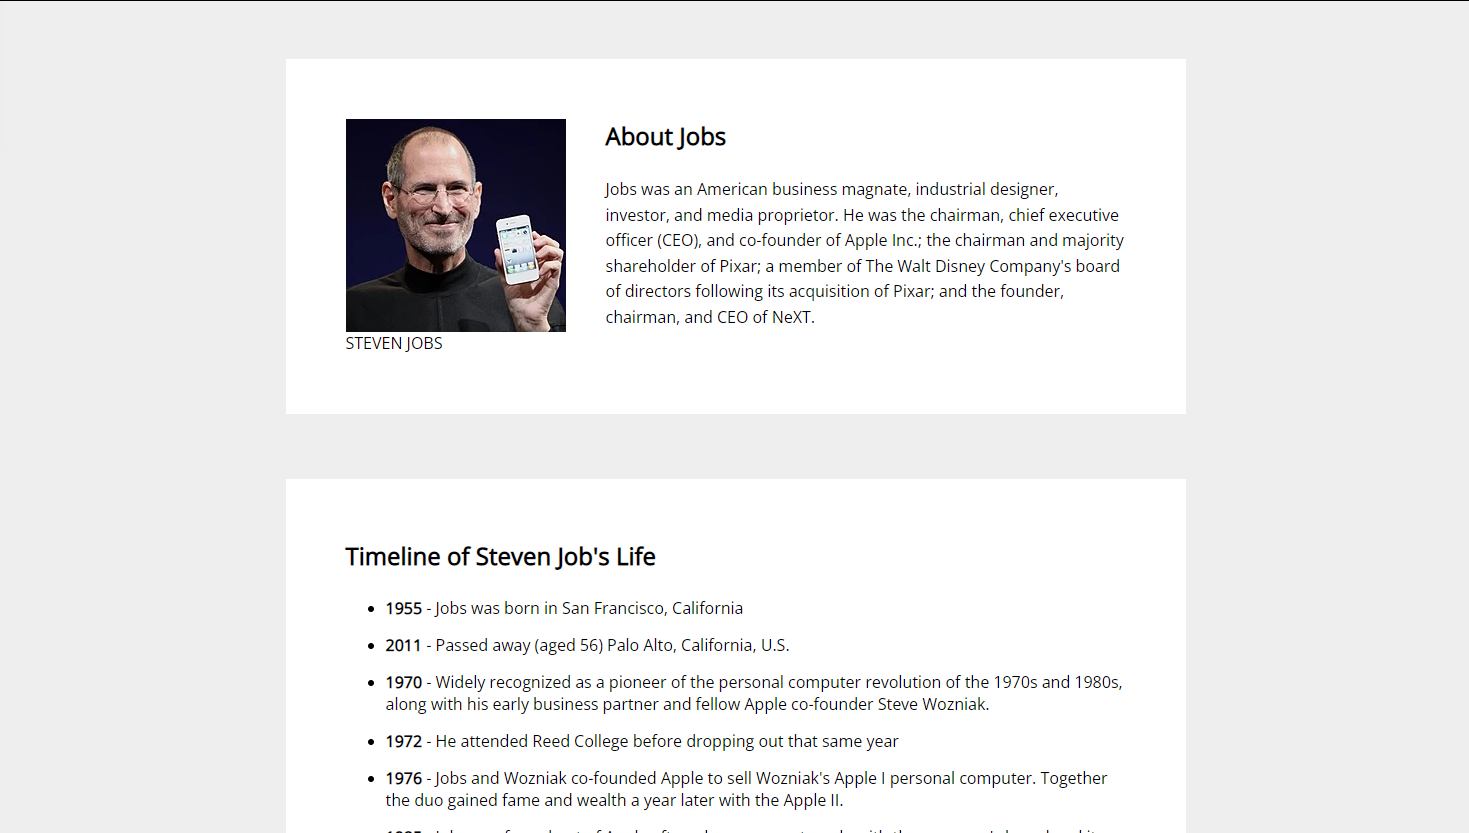 About Jobs
Jobs was an American business magnate, industrial designer,
investor, and media proprietor. He was the chairman, chief executive
officer (CEO), and co-founder of Apple Inc.; the chairman and majority
shareholder of Pixar; a member of The Walt Disney Company's board
of directors following its acquisition of Pixar; and the founder,
chairman, and CEO of NeXT.
STEVEN JOBS
Timeline of Steven Job's Life
1955 - Jobs was born in San Francisco, California
2011 - Passed away (aged 56) Palo Alto, California, U.S.
1970 - Widely recognized as a pioneer of the personal computer revolution of the 1970s and 1980s,
along with his early business partner and fellow Apple co-founder Steve Wozniak.
1972 - He attended Reed College before dropping out that same year
1976 - Jobs and Wozniak co-founded Apple to sell Wozniak's Apple I personal computer. Together
the duo gained fame and wealth a year later with the Apple II.